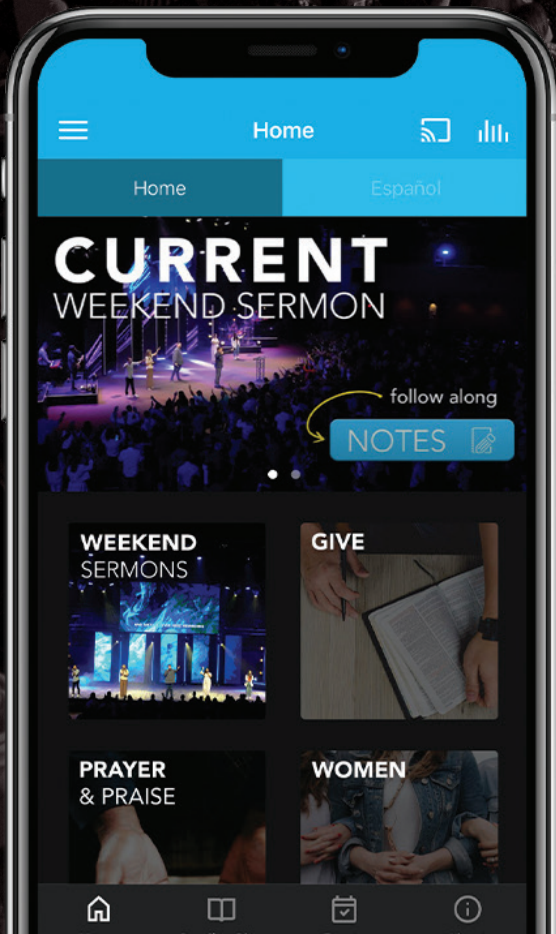 Home
Home
Español
CURRENT
WEEKEND SERMON
follow along
NOTES
WEEKEND
SERMONS
GIVE
PRAYER
& PRAISE
WOMEN